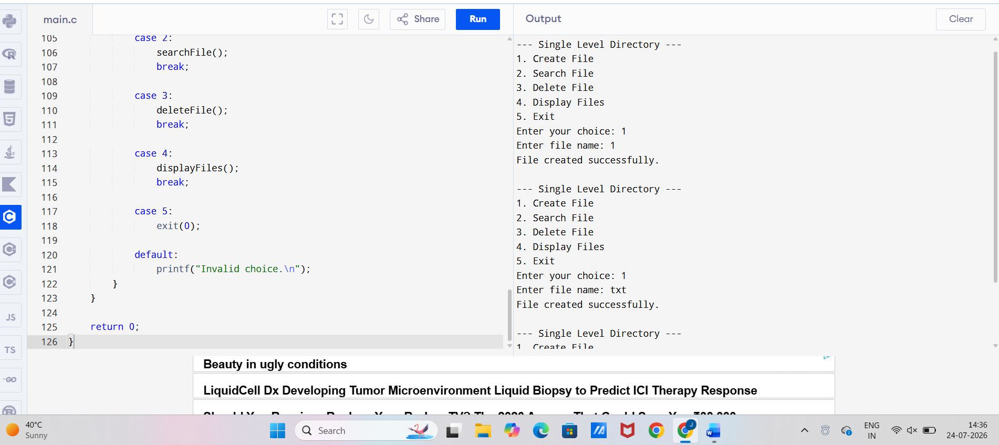 main.c
Share
Run
Output
Clear
105 case 2:
106 searchFile();
107 break;
108
109 case 3:
110 deleteFile();
111 break;
112
113 case 4:
114 displayFiles();
115 break;
116
117 case 5:
118 exit(0);
119
120 default:
121 printf("Invalid choice.\n");
122 }
123 }
124
125 return 0;
126 }
--- Single Level Directory ---
1. Create File
2. Search File
3. Delete File
4. Display Files
5. Exit
Enter your choice: 1
Enter file name: 1
File created successfully.
--- Single Level Directory ---
1. Create File
2. Search File
3. Delete File
4. Display Files
5. Exit
Enter your choice: 1
Enter file name: txt
File created successfully.
--- Single Level Directory ---
1. Create File
JS
TS
GO
Beauty in ugly conditions
LiquidCell Dx Developing Tumor Microenvironment Liquid Biopsy to Predict ICI Therapy Response
40°C
Sunny
Search
J
W
ENG
IN
14:36
24-07-2026